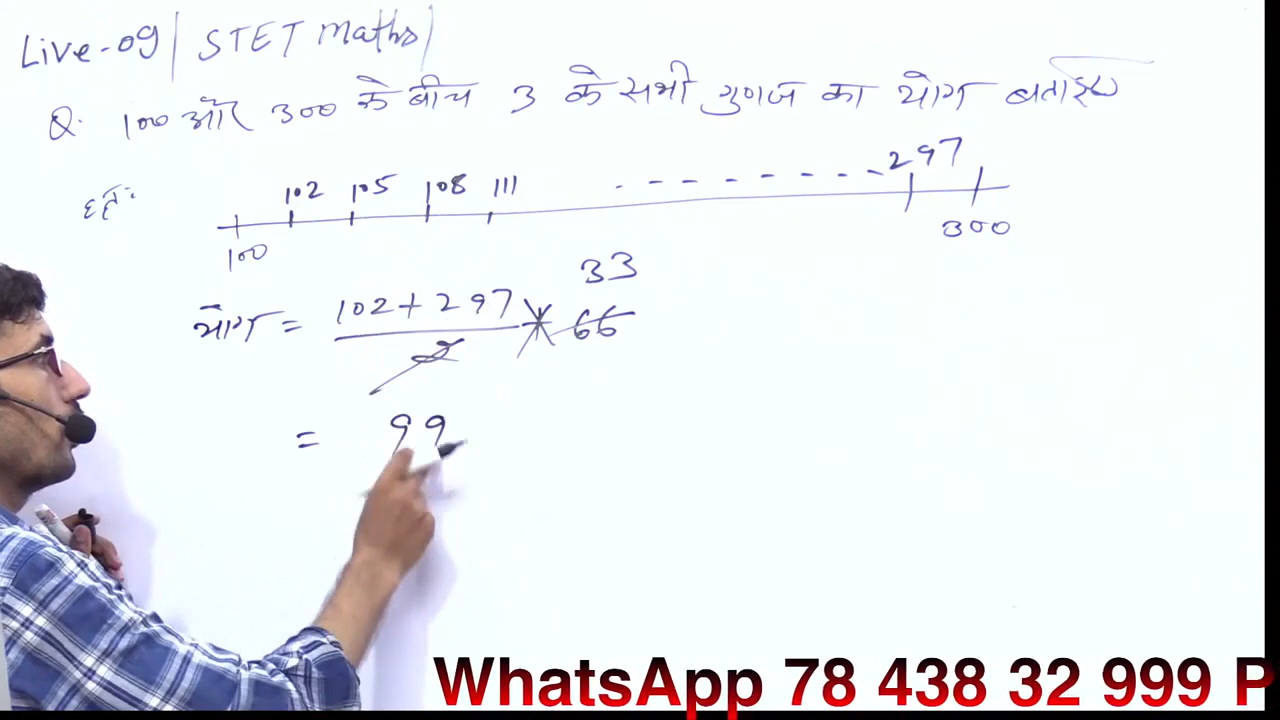 Live-09 | STET Maths |
Q. 100 और 300 के बीच 3 के सभी गुणज का योग बताइए
हलः 102 105 108 111 - - - - - - - - 297
100 300
33
योग = 102 + 297 * 66
2
= 99
WhatsApp 78 438 32 999 P